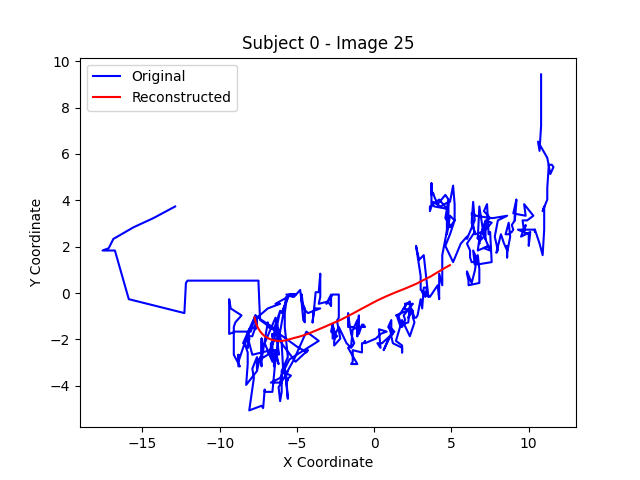 Subject 0 - Image 25
Original
Reconstructed
Y Coordinate
10
8
6
4
2
0
−2
−4
−15
−10
−5
0
5
10
X Coordinate